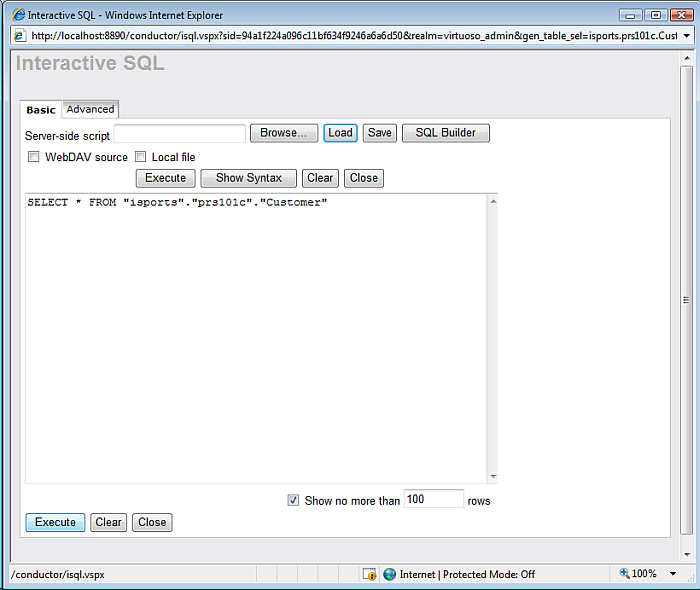 Interactive SQL - Windows Internet Explorer
http://localhost:8890/conductor/isql.vspx?sid=94a1f224a096c11bf634f9246a6a6d50&realm=virtuoso_admin&gen_table_sel=isports.prs101c.Cust
Interactive SQL
Basic Advanced
Server-side script Browse... Load Save SQL Builder
WebDAV source Local file
Execute Show Syntax Clear Close
SELECT * FROM "isports"."prs101c"."Customer"
Show no more than 100 rows
Execute Clear Close
/conductor/isql.vspx Internet | Protected Mode: Off 100%